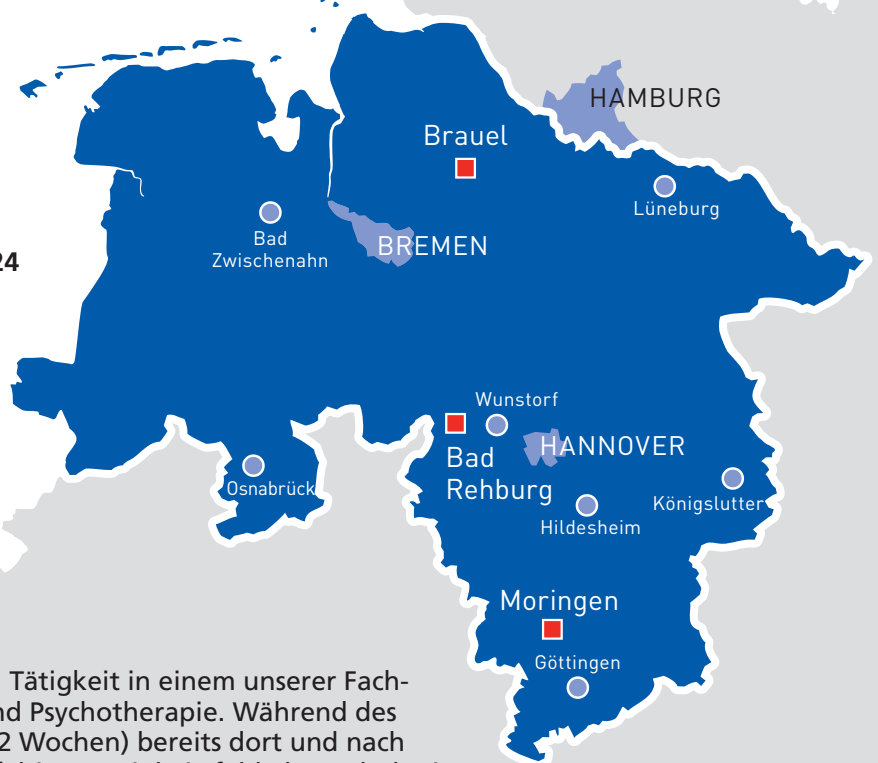 HAMBURG
Brauel
Lüneburg
Bad
Zwischenahn
BREMEN
24
Wunstorf
HANNOVER
Bad
Rehburg
Osnabrück
Königslutter
Hildesheim
Moringen
Göttingen
Tätigkeit in einem unserer Fach-
nd Psychotherapie. Während des
2 Wochen) bereits dort und nach